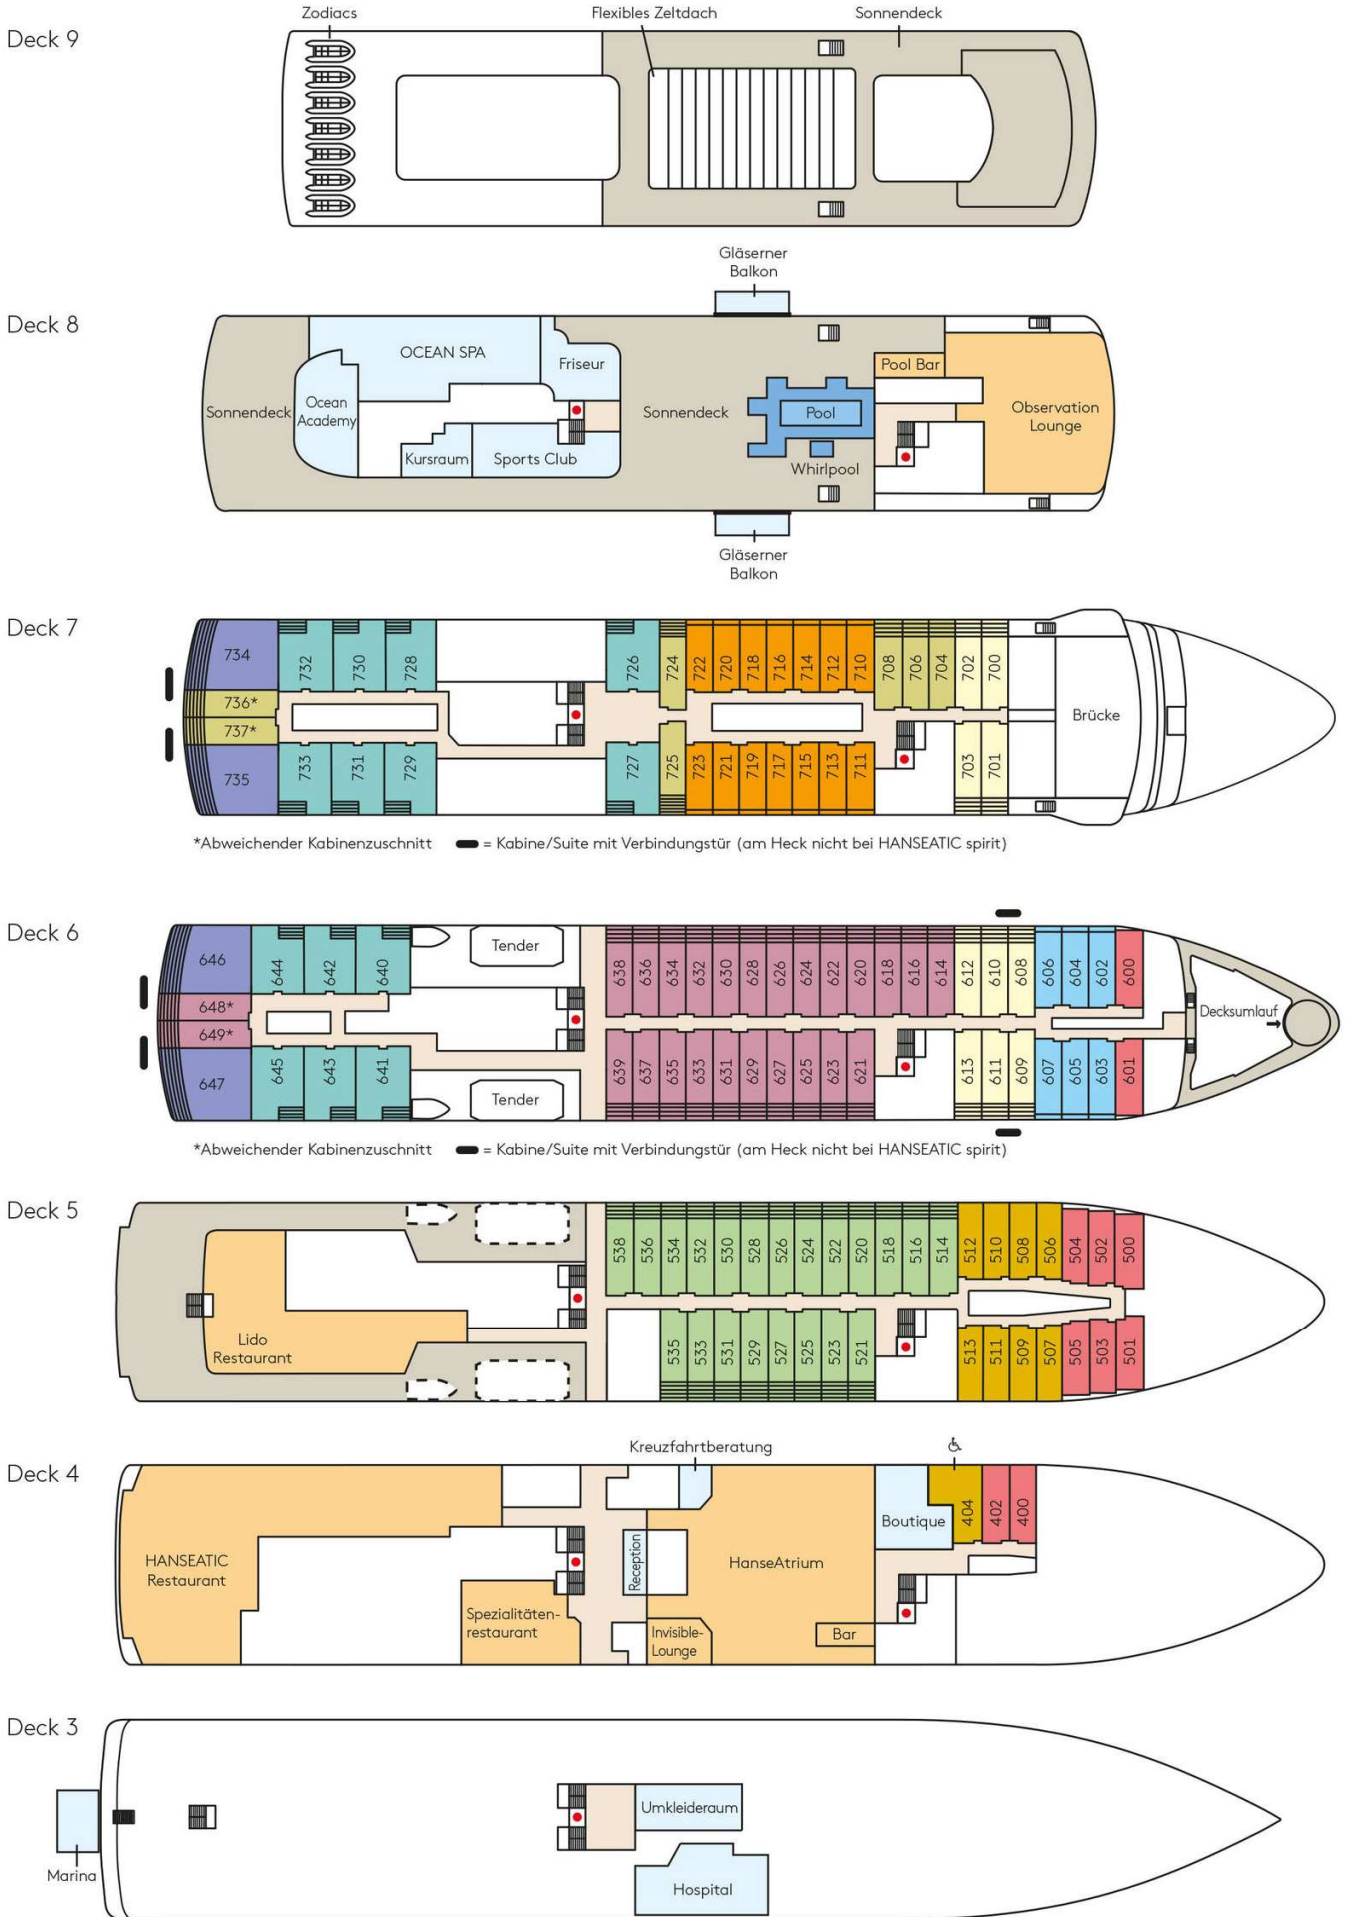 Zodiacs
Flexibles Zeltdach
Sonnendeck
Deck 9
Gläserner
Balkon
Deck 8
OCEAN SPA
Friseur
Pool Bar
Ocean
Academy
Sonnendeck
Sonnendeck
Pool
Observation
Lounge
Kursraum
Sports Club
Whirlpool
Gläserner
Balkon
Deck 7
734 732 730 728 726 724 722 720 718 716 714 712 710 708 706 704 702 700
736*
737*
Brücke
735 733 731 729 727 725 723 721 719 717 715 713 711 703 701
*Abweichender Kabinenzuschnitt = Kabine/Suite mit Verbindungstür (am Heck nicht bei HANSEATIC spirit)
Deck 6
Tender
646 644 642 640 638 636 634 632 630 628 626 624 622 620 618 616 614 612 610 608 606 604 602 600
648*
649*
Decksumlauf
647 645 643 641 639 637 635 633 631 629 627 625 623 621 613 611 609 607 605 603 601
Tender
*Abweichender Kabinenzuschnitt = Kabine/Suite mit Verbindungstür (am Heck nicht bei HANSEATIC spirit)
Deck 5
538 536 534 532 530 528 526 524 522 520 518 516 514 512 510 508 506 504 502 500
Lido
Restaurant
535 533 531 529 527 525 523 521 513 511 509 507 505 503 501
Kreuzfahrtberatung
Deck 4
404 402 400
Boutique
HANSEATIC
Restaurant
Reception
HanseAtrium
Spezialitäten-
restaurant
Invisible-
Lounge
Bar
Deck 3
Umkleideraum
Marina
Hospital